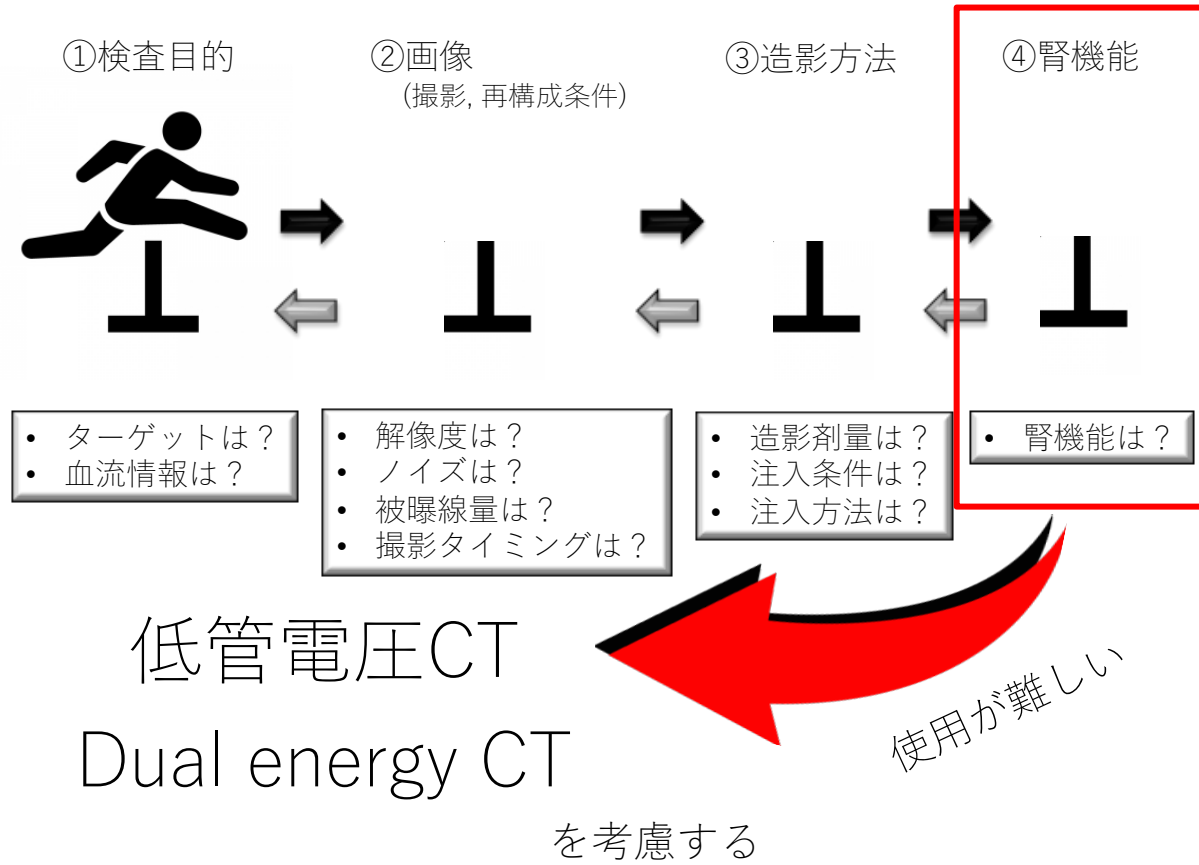 ①検査目的
②画像
(撮影, 再構成条件)
③造影方法
④腎機能
• ターゲットは？
• 血流情報は？
• 解像度は？
• ノイズは？
• 被曝線量は？
• 撮影タイミングは？
• 造影剤量は？
• 注入条件は？
• 注入方法は？
• 腎機能は？
使用が難しい
低管電圧CT
Dual energy CT
を考慮する